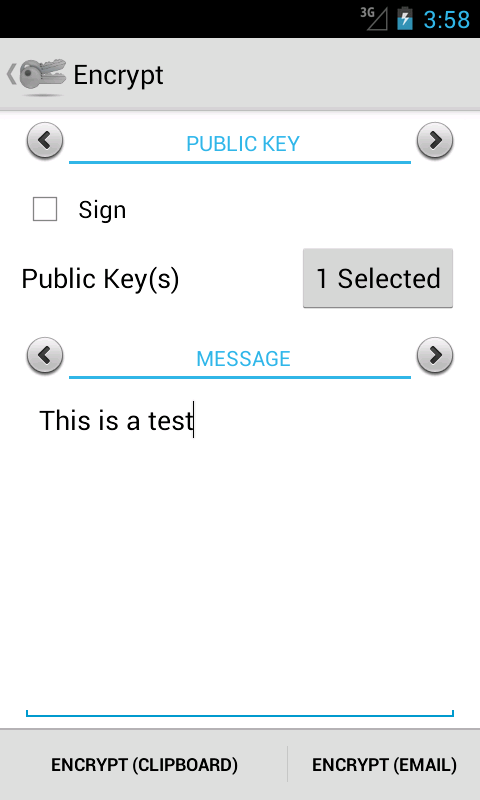 3G 3:58
Encrypt
PUBLIC KEY
Sign
Public Key(s) 1 Selected
MESSAGE
This is a test
ENCRYPT (CLIPBOARD) ENCRYPT (EMAIL)